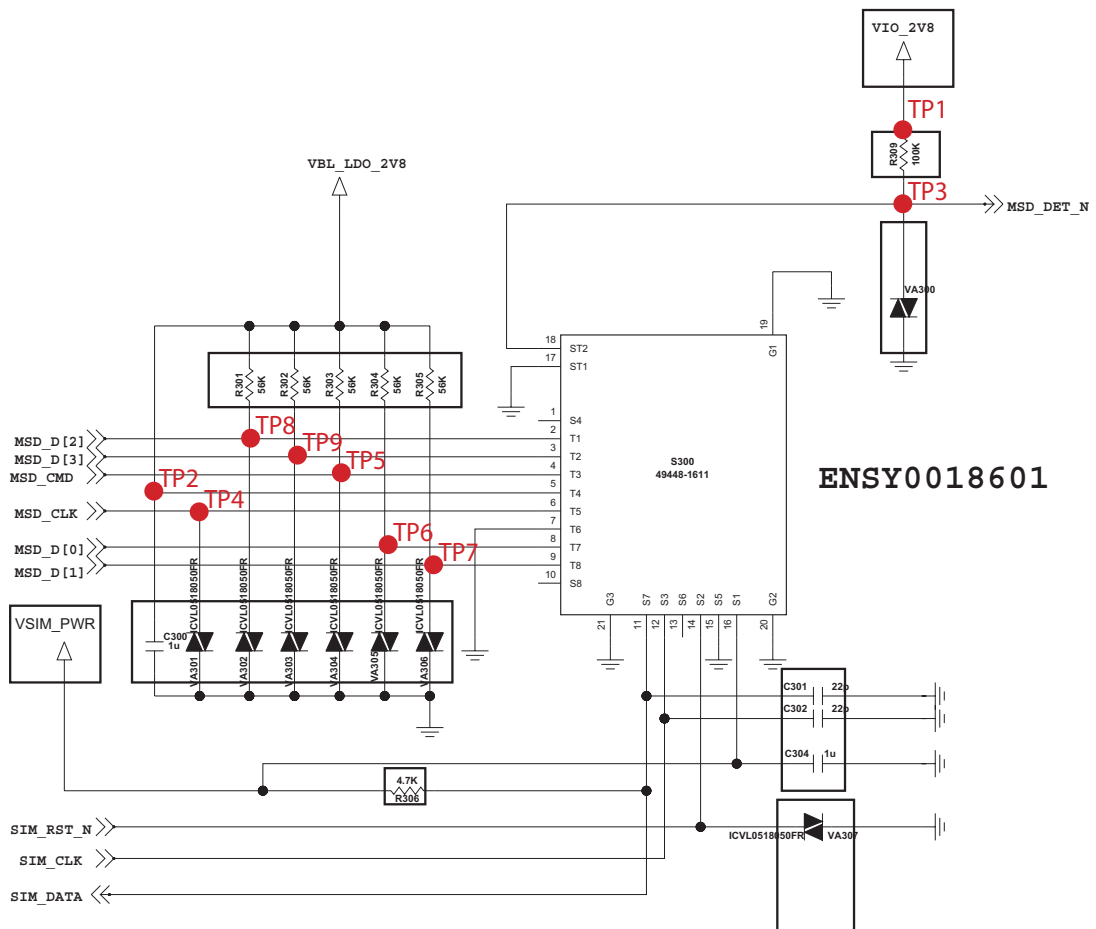 VIO_2V8
TP1
R309
100K
TP3
MSD_DET_N
VBL_LDO_2V8
VA300
19
G1
18
ST2
17
ST1
R301
56K
R302
56K
R303
56K
R304
56K
R305
56K
1
S4
MSD_D[2]
TP8
2
T1
MSD_D[3]
TP9
3
T2
MSD_CMD
TP5
4
T3
S300
49448-1611
ENSY0018601
TP2
5
T4
MSD_CLK
TP4
6
T5
7
T6
MSD_D[0]
TP6
8
T7
MSD_D[1]
TP7
9
T8
10
S8
ICVL0518050FR
ICVL0518050FR
ICVL0518050FR
ICVL0518050FR
ICVL0518050FR
ICVL0518050FR
G3
S7
S3
S6
S2
S5
S1
G2
21
11
12
13
14
15
16
20
VSIM_PWR
C300
1u
VA301
VA302
VA303
VA304
VA305
VA306
C301
22p
C302
22p
C304
1u
4.7K
R306
SIM_RST_N
ICVL0518050FR
VA307
SIM_CLK
SIM_DATA